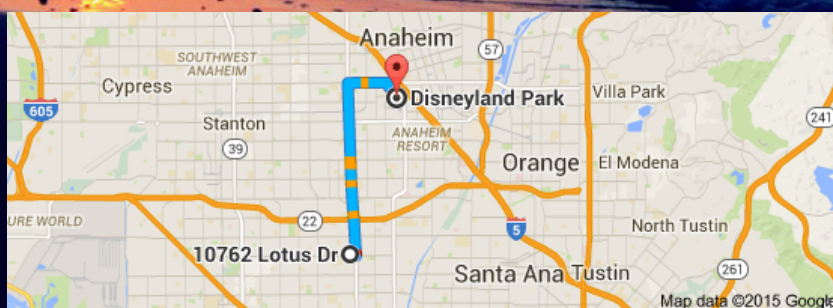 Anaheim
57
SOUTHWEST
ANAHEIM
Cypress
Disneyland Park
Villa Park
605
241
Stanton
ANAHEIM
RESORT
39
Orange
El Modena
URE WORLD
22
North Tustin
5
10762 Lotus Dr
261
Santa Ana
Tustin
Map data ©2015 Google